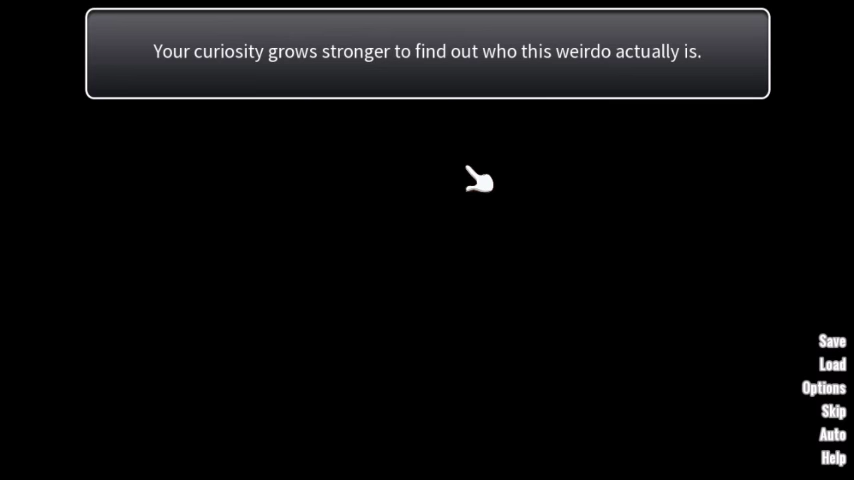 Your curiosity grows stronger to find out who this weirdo actually is.
Save
Load
Options
Skip
Auto
Help